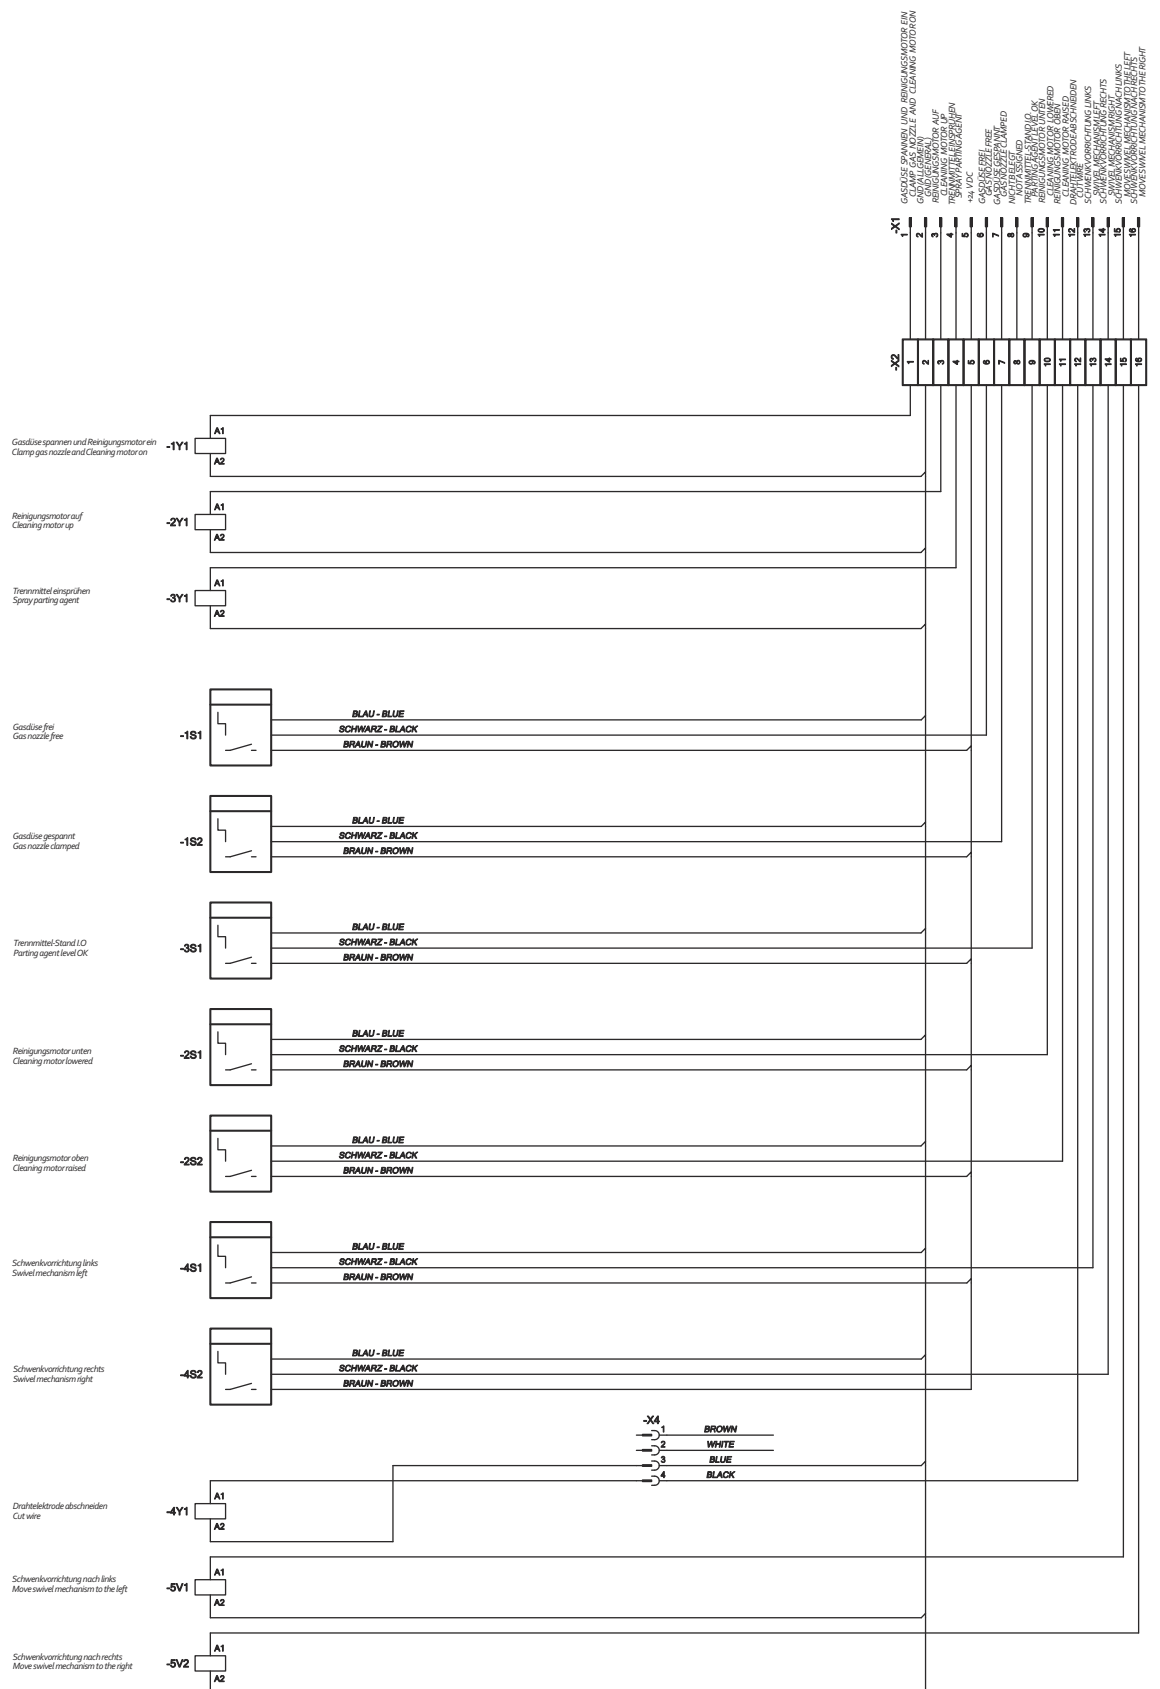 GASDÜSE SPANNEN UND REINIGUNGSMOTOR EIN
CLAMP GAS NOZZLE AND CLEANING MOTOR ON
GND (ALLGEMEIN)
GND (GENERAL)
REINIGUNGSMOTOR AUF
CLEANING MOTOR UP
TRENNMITTEL EINSPRÜHEN
SPRAY PARTING AGENT
+24 VDC
GASDÜSE FREI
GAS NOZZLE FREE
GASDÜSE GESPANNT
GAS NOZZLE CLAMPED
NICHT BELEGT
NOT ASSIGNED
TRENNMITTEL-STAND I.O
PARTING AGENT LEVEL OK
REINIGUNGSMOTOR UNTEN
CLEANING MOTOR LOWERED
REINIGUNGSMOTOR OBEN
CLEANING MOTOR RAISED
DRAHTELEKTRODE ABSCHNEIDEN
CUT WIRE
SCHWENKVORRICHTUNG LINKS
SWIVEL MECHANISM LEFT
SCHWENKVORRICHTUNG RECHTS
SWIVEL MECHANISM RIGHT
SCHWENKVORRICHTUNG NACH LINKS
MOVE SWIVEL MECHANISM TO THE LEFT
SCHWENKVORRICHTUNG NACH RECHTS
MOVE SWIVEL MECHANISM TO THE RIGHT
-X1
1 2 3 4 5 6 7 8 9 10 11 12 13 14 15 16
-X2
1 2 3 4 5 6 7 8 9 10 11 12 13 14 15 16
Gasdüse spannen und Reinigungsmotor ein
Clamp gas nozzle and Cleaning motor on
-1Y1
A1
A2
Reinigungsmotor auf
Cleaning motor up
-2Y1
A1
A2
Trennmittel einsprühen
Spray parting agent
-3Y1
A1
A2
Gasdüse frei
Gas nozzle free
-1S1
BLAU - BLUE
SCHWARZ - BLACK
BRAUN - BROWN
Gasdüse gespannt
Gas nozzle clamped
-1S2
BLAU - BLUE
SCHWARZ - BLACK
BRAUN - BROWN
Trennmittel-Stand I.O
Parting agent level OK
-3S1
BLAU - BLUE
SCHWARZ - BLACK
BRAUN - BROWN
Reinigungsmotor unten
Cleaning motor lowered
-2S1
BLAU - BLUE
SCHWARZ - BLACK
BRAUN - BROWN
Reinigungsmotor oben
Cleaning motor raised
-2S2
BLAU - BLUE
SCHWARZ - BLACK
BRAUN - BROWN
Schwenkvorrichtung links
Swivel mechanism left
-4S1
BLAU - BLUE
SCHWARZ - BLACK
BRAUN - BROWN
Schwenkvorrichtung rechts
Swivel mechanism right
-4S2
BLAU - BLUE
SCHWARZ - BLACK
BRAUN - BROWN
-X4
1 BROWN
2 WHITE
3 BLUE
4 BLACK
Drahtelektrode abschneiden
Cut wire
-4Y1
A1
A2
Schwenkvorrichtung nach links
Move swivel mechanism to the left
-5V1
A1
A2
Schwenkvorrichtung nach rechts
Move swivel mechanism to the right
-5V2
A1
A2